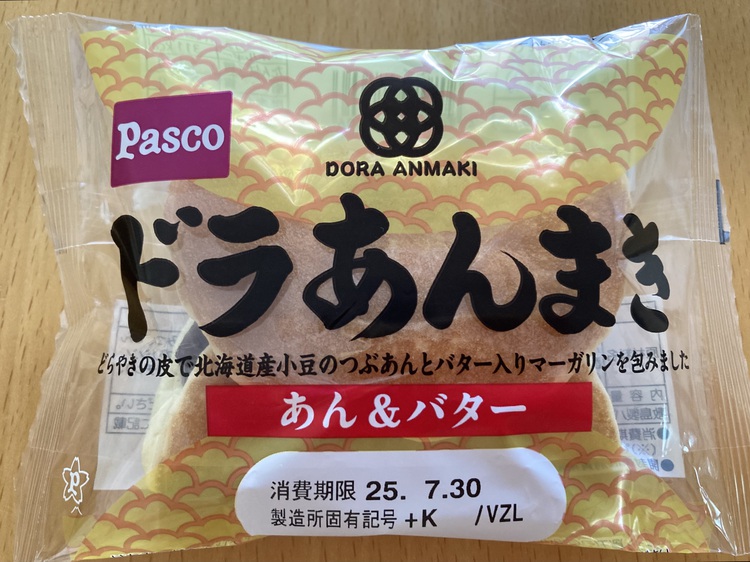 Pasco
DORA ANMAKI
ドラあんまき
どらやきの皮で北海道産小豆のつぶあんとバター入りマーガリンを包みました
あん&バター
消費期限 25. 7.30
製造所固有記号 +K /VZL